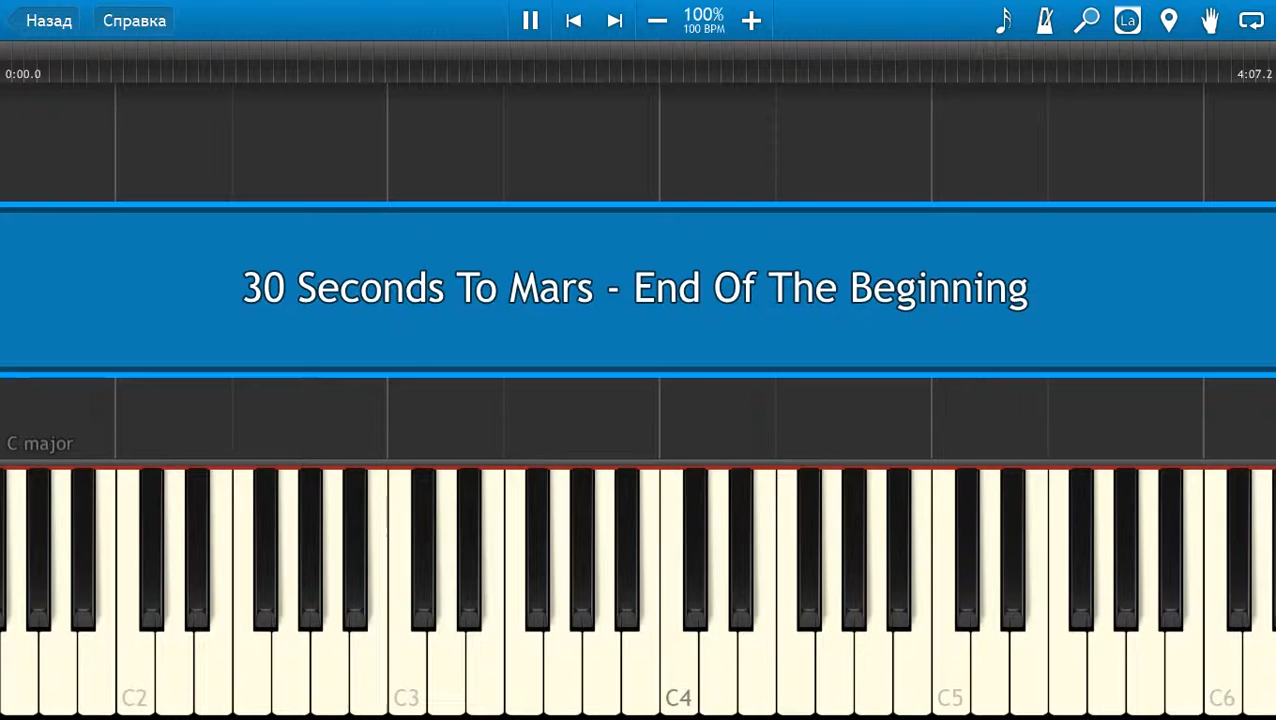 Назад
Справка
100%
100 BPM
La
0:00.0
4:07.2
30 Seconds To Mars - End Of The Beginning
C major
C2
C3
C4
C5
C6